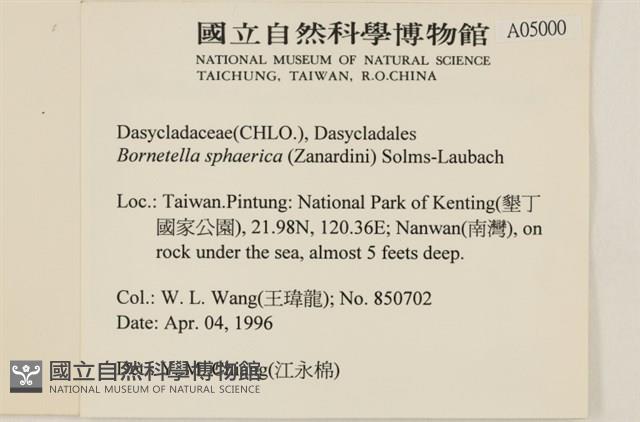 國立自然科學博物館
A05000
NATIONAL MUSEUM OF NATURAL SCIENCE
TAICHUNG, TAIWAN, R.O.CHINA
Dasycladaceae(CHLO.), Dasycladales
Bornetella sphaerica (Zanardini) Solms-Laubach
Loc.: Taiwan.Pintung: National Park of Kenting(墾丁
國家公園), 21.98N, 120.36E; Nanwan(南灣), on
rock under the sea, almost 5 feets deep.
Col.: W. L. Wang(王瑋龍); No. 850702
Date: Apr. 04, 1996
Y. M. Chiang(江永棉)
國立自然科學博物館
NATIONAL MUSEUM OF NATURAL SCIENCE